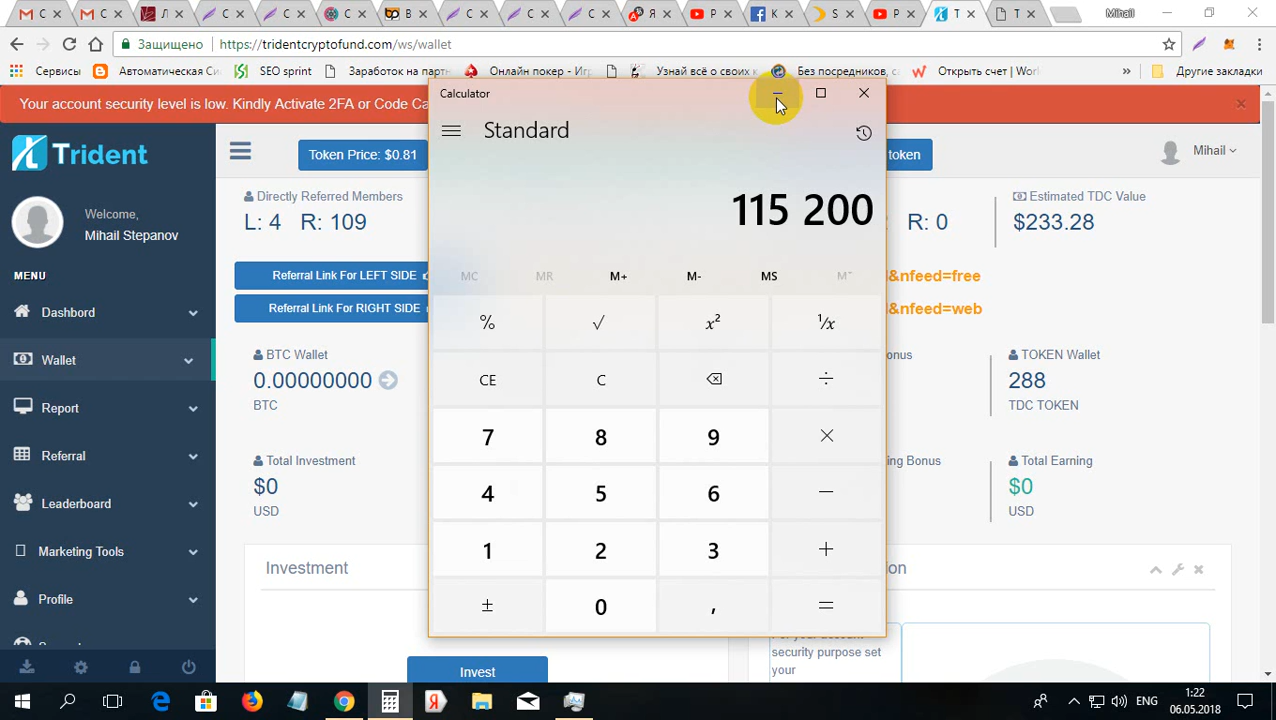 Mihail
Защищено
https://tridentcryptofund.com/ws/wallet
Сервисы
Автоматическая Си
SEO sprint
Заработок на парт
Онлайн покер - Игр
Узнай всё о своих к
Без посредников, са
Открыть счет | Worl
»
Другие закладки
Your account security level is low. Kindly Activate 2FA or Code Ca
×
Trident
Token Price: $0.81
token
Mihail
Welcome,
Mihail Stepanov
MENU
Dashbord
Wallet
Report
Referral
Leaderboard
Marketing Tools
Profile
Directly Referred Members
L: 4 R: 109
R: 0
Estimated TDC Value
$233.28
Referral Link For LEFT SIDE
d&nfeed=free
Referral Link For RIGHT SIDE
&nfeed=web
BTC Wallet
0.00000000
BTC
onus
TOKEN Wallet
288
TDC TOKEN
Total Investment
$0
USD
ing Bonus
Total Earning
$0
USD
Investment
Invest
on
security purpose set
your
Calculator
Standard
115 200
MC MR M+ M- MS M˅
% √ x² ¹/x
CE C ÷
7 8 9 ×
4 5 6 −
1 2 3 +
± 0 , =
ENG
1:22
06.05.2018